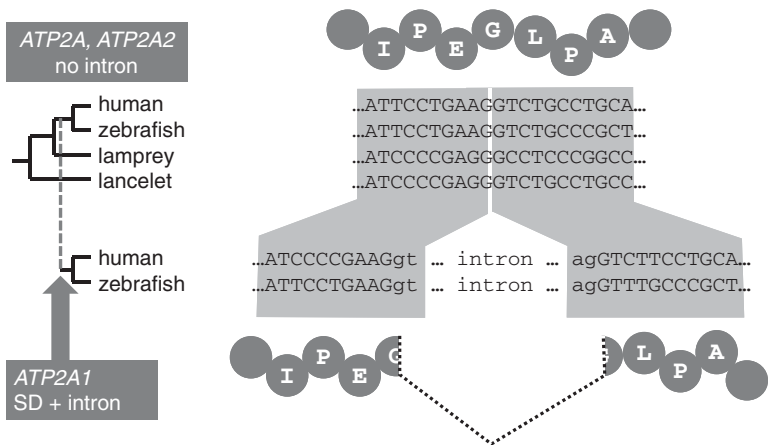 ATP2A, ATP2A2
no intron
human
zebrafish
lamprey
lancelet
human
zebrafish
ATP2A1
SD + intron
I P E G L P A
...ATTCCTGAAGGTCTGCCTGCA...
...ATTCCTGAAGGTCTGCCCGCT...
...ATCCCCGAGGGCCTCCCGGCC...
...ATCCCCGAGGGTCTGCCTGCC...
...ATCCCCGAAGgt ... intron ... agGTCTTCCTGCA...
...ATTCCTGAAGgt ... intron ... agGTTTGCCCGCT...
I P E G L P A